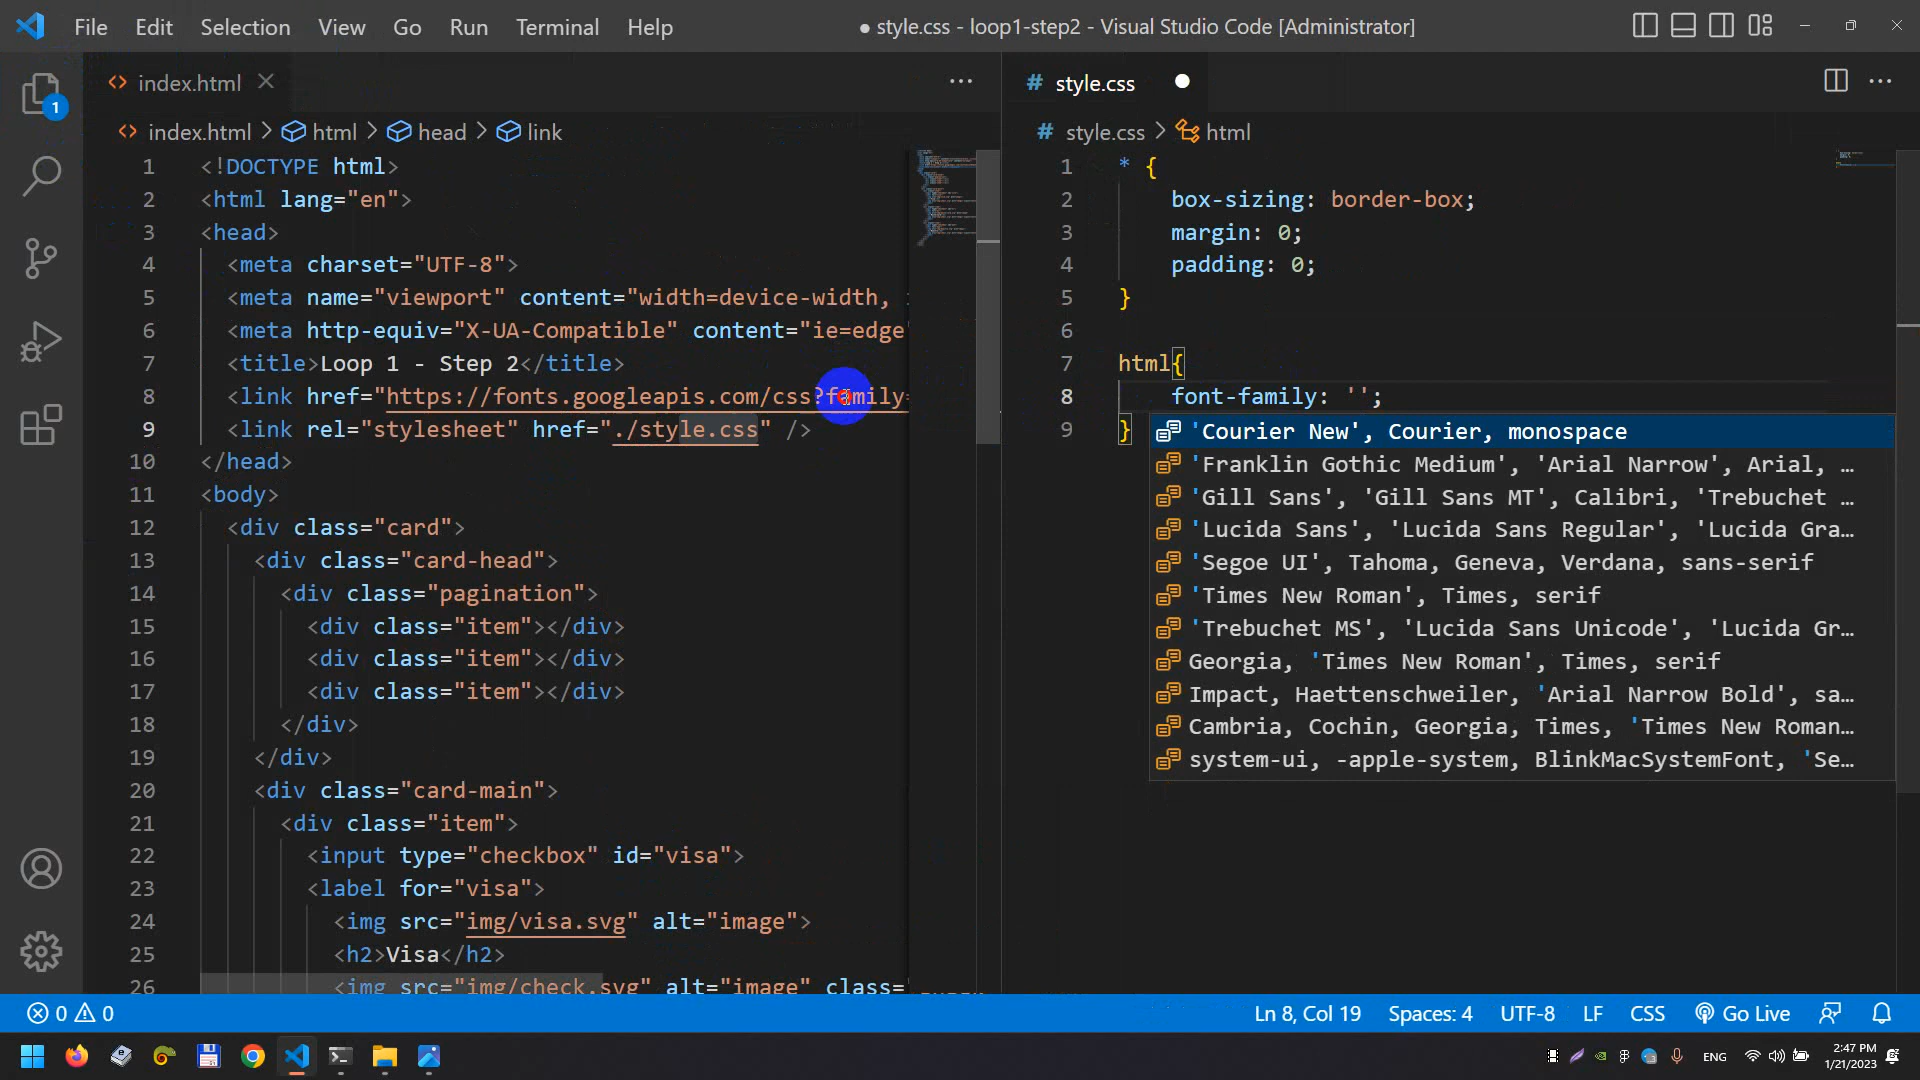 File Edit Selection View Go Run Terminal Help
● style.css - loop1-step2 - Visual Studio Code [Administrator]
index.html
index.html > html > head > link
1 <!DOCTYPE html>
2 <html lang="en">
3 <head>
4 <meta charset="UTF-8">
5 <meta name="viewport" content="width=device-width,
6 <meta http-equiv="X-UA-Compatible" content="ie=edge"
7 <title>Loop 1 - Step 2</title>
8 <link href="https://fonts.googleapis.com/css?family=
9 <link rel="stylesheet" href="./style.css" />
10 </head>
11 <body>
12 <div class="card">
13 <div class="card-head">
14 <div class="pagination">
15 <div class="item"></div>
16 <div class="item"></div>
17 <div class="item"></div>
18 </div>
19 </div>
20 <div class="card-main">
21 <div class="item">
22 <input type="checkbox" id="visa">
23 <label for="visa">
24 <img src="img/visa.svg" alt="image">
25 <h2>Visa</h2>
26 <img src="img/check.svg" alt="image" class=
# style.css
# style.css > html
1 * {
2 box-sizing: border-box;
3 margin: 0;
4 padding: 0;
5 }
6
7 html{
8 font-family: '';
9 }
'Courier New', Courier, monospace
'Franklin Gothic Medium', 'Arial Narrow', Arial, …
'Gill Sans', 'Gill Sans MT', Calibri, 'Trebuchet …
'Lucida Sans', 'Lucida Sans Regular', 'Lucida Gra…
'Segoe UI', Tahoma, Geneva, Verdana, sans-serif
'Times New Roman', Times, serif
'Trebuchet MS', 'Lucida Sans Unicode', 'Lucida Gr…
Georgia, 'Times New Roman', Times, serif
Impact, Haettenschweiler, 'Arial Narrow Bold', sa…
Cambria, Cochin, Georgia, Times, 'Times New Roman…
system-ui, -apple-system, BlinkMacSystemFont, 'Se…
1
0 0
Ln 8, Col 19 Spaces: 4 UTF-8 LF CSS Go Live
ENG
2:47 PM
1/21/2023